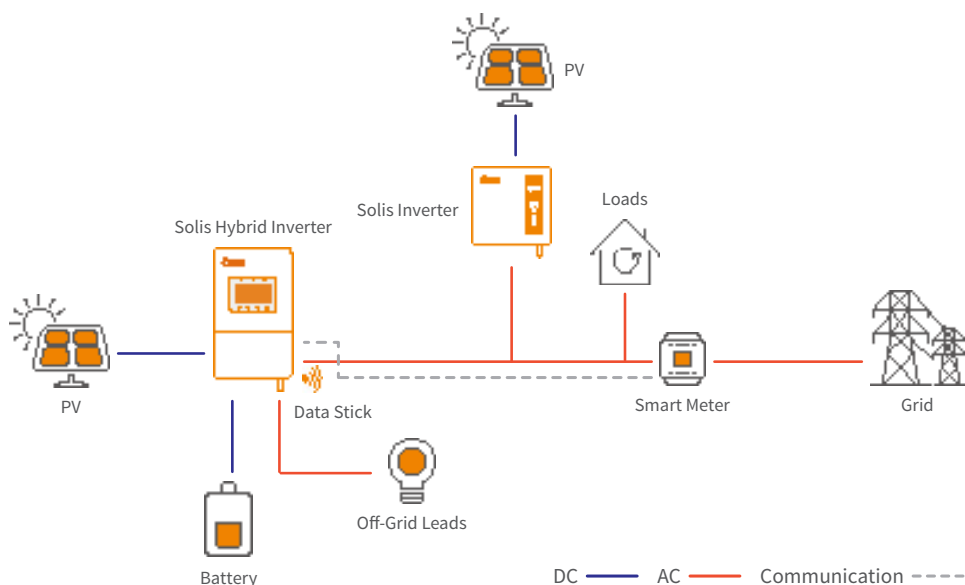 PV
Solis Inverter
Loads
Solis Hybrid Inverter
PV
Data Stick
Smart Meter
Grid
Off-Grid Leads
Battery
DC
AC
Communication